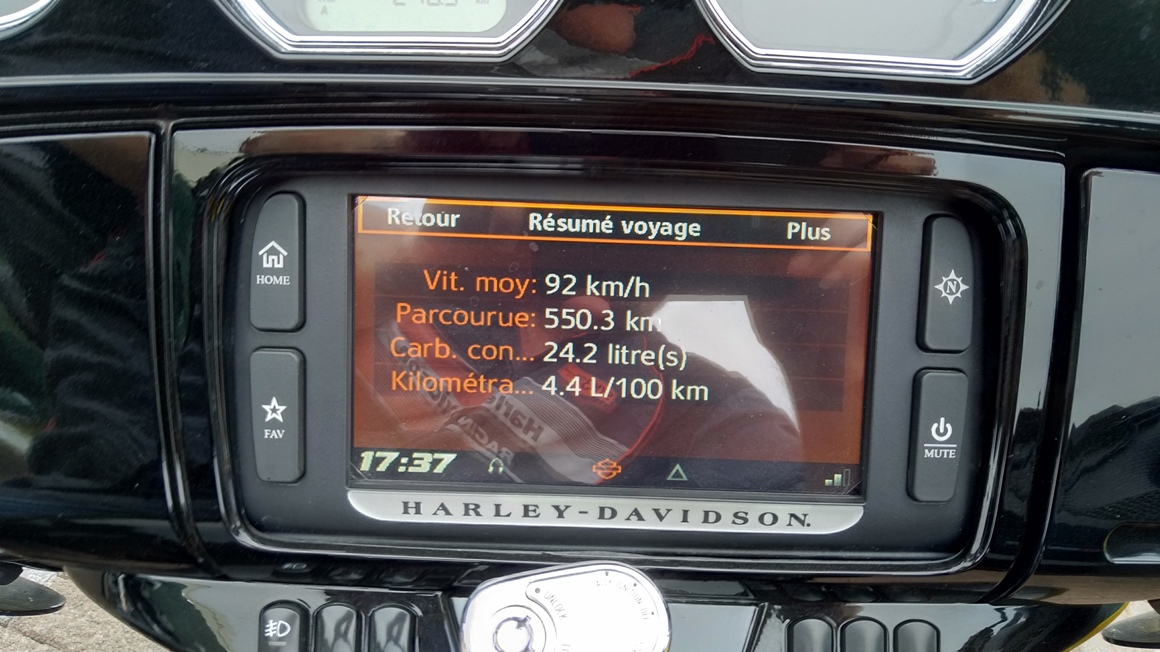 Retour Résumé voyage Plus
Vit. moy: 92 km/h
Parcourue: 550.3 km
Carb. con... 24.2 litre(s)
Kilométra... 4.4 L/100 km
17:37
HOME
FAV
N
MUTE
HARLEY-DAVIDSON